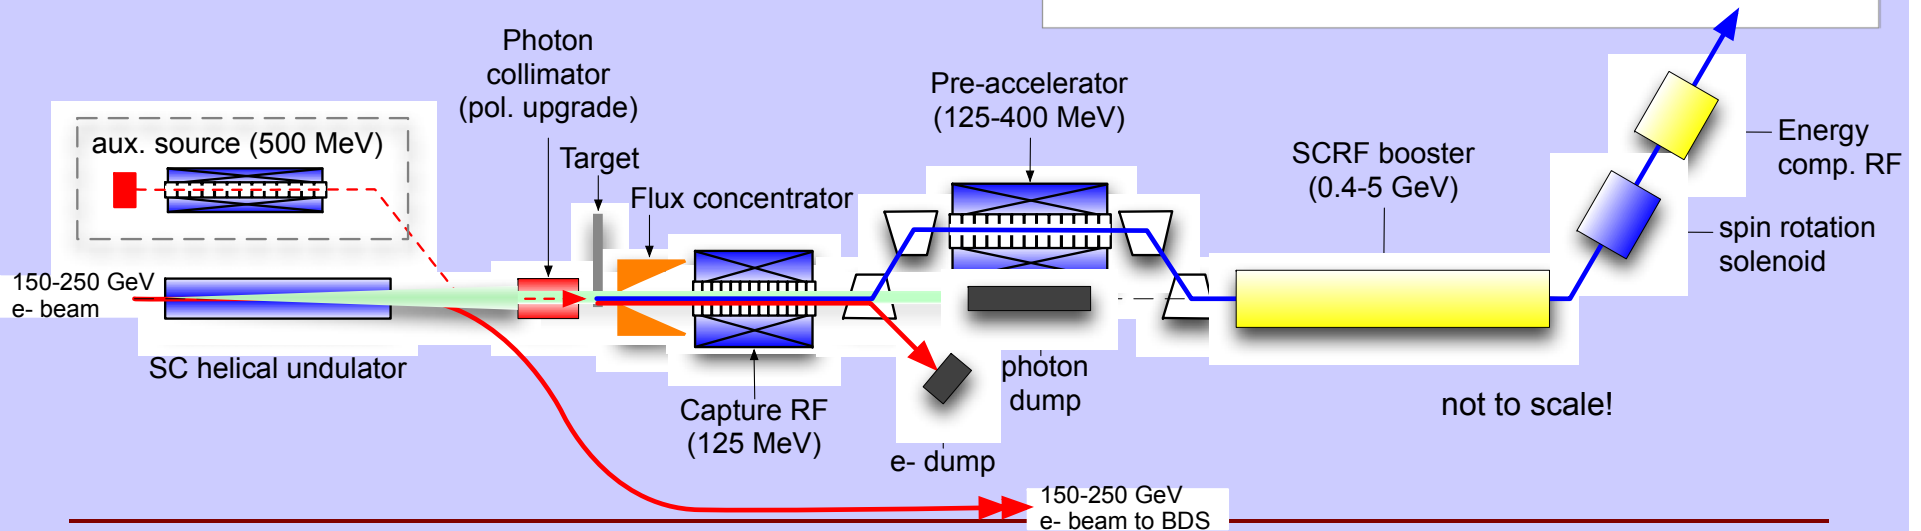 Photon
collimator
(pol. upgrade)
Pre-accelerator
(125-400 MeV)
aux. source (500 MeV)
Target
SCRF booster
(0.4-5 GeV)
Energy
comp. RF
Flux concentrator
spin rotation
solenoid
150-250 GeV
e- beam
SC helical undulator
photon
dump
Capture RF
(125 MeV)
not to scale!
e- dump
150-250 GeV
e- beam to BDS